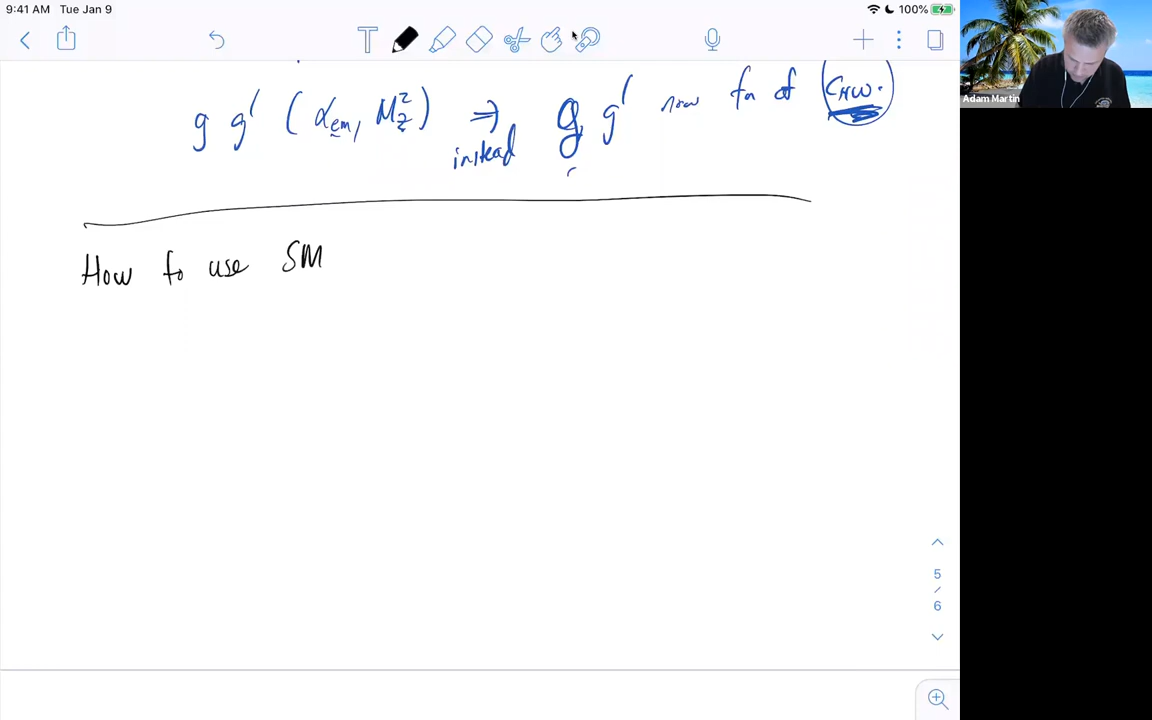 9:41 AM Tue Jan 9
100%
T
Adam Martin
g g' ( α_em, M_Z^2 ) ⇒ g g' now fn of C_HW.
instead
How to use SM
5
/
6